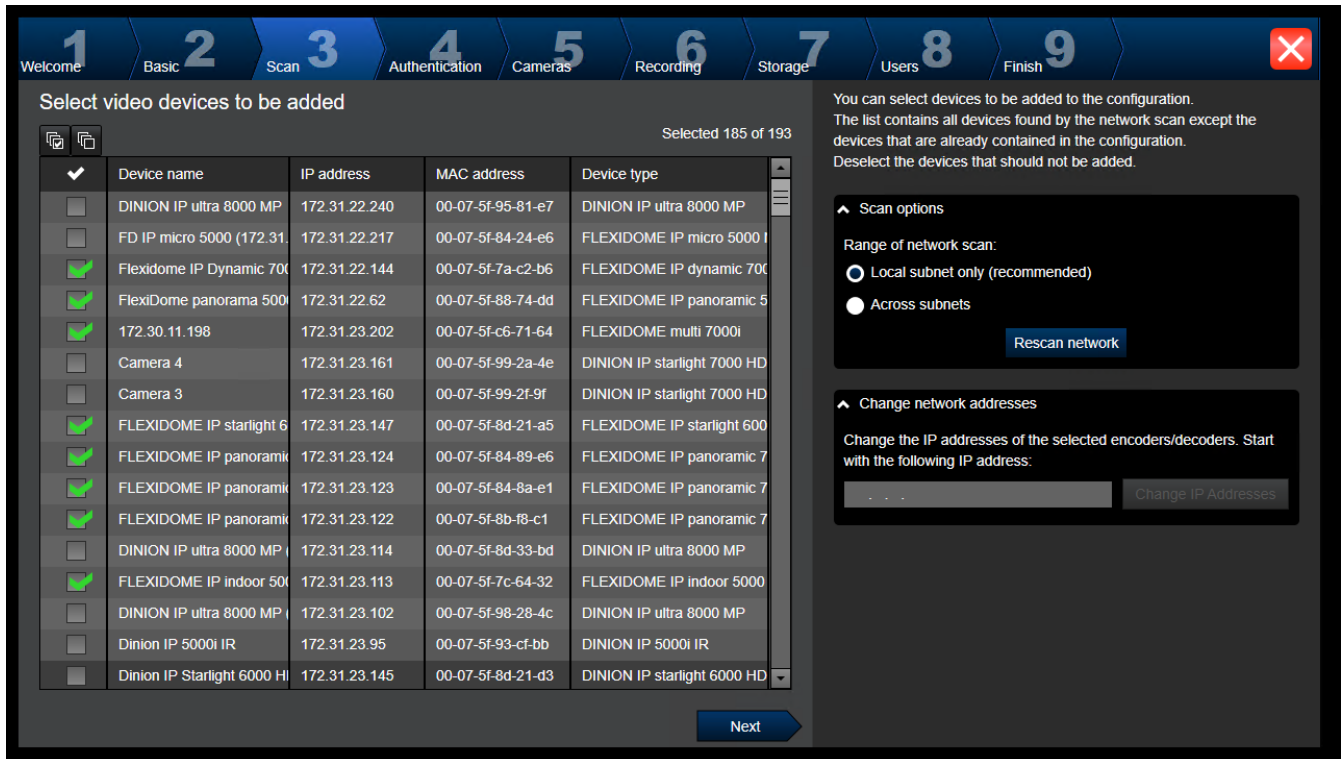 1 2 3 4 5 6 7 8 9
Welcome Basic Scan Authentication Cameras Recording Storage Users Finish
Select video devices to be added
Selected 185 of 193
Device name IP address MAC address Device type
DINION IP ultra 8000 MP 172.31.22.240 00-07-5f-95-81-e7 DINION IP ultra 8000 MP
FD IP micro 5000 (172.31. 172.31.22.217 00-07-5f-84-24-e6 FLEXIDOME IP micro 5000
Flexidome IP Dynamic 700 172.31.22.144 00-07-5f-7a-c2-b6 FLEXIDOME IP dynamic 700
FlexiDome panorama 500 172.31.22.62 00-07-5f-88-74-dd FLEXIDOME IP panoramic 5
172.30.11.198 172.31.23.202 00-07-5f-c6-71-64 FLEXIDOME multi 7000i
Camera 4 172.31.23.161 00-07-5f-99-2a-4e DINION IP starlight 7000 HD
Camera 3 172.31.23.160 00-07-5f-99-2f-9f DINION IP starlight 7000 HD
FLEXIDOME IP starlight 6 172.31.23.147 00-07-5f-8d-21-a5 FLEXIDOME IP starlight 600
FLEXIDOME IP panoramic 172.31.23.124 00-07-5f-84-89-e6 FLEXIDOME IP panoramic 7
FLEXIDOME IP panoramic 172.31.23.123 00-07-5f-84-8a-e1 FLEXIDOME IP panoramic 7
FLEXIDOME IP panoramic 172.31.23.122 00-07-5f-8b-f8-c1 FLEXIDOME IP panoramic 7
DINION IP ultra 8000 MP ( 172.31.23.114 00-07-5f-8d-33-bd DINION IP ultra 8000 MP
FLEXIDOME IP indoor 500 172.31.23.113 00-07-5f-7c-64-32 FLEXIDOME IP indoor 5000
DINION IP ultra 8000 MP ( 172.31.23.102 00-07-5f-98-28-4c DINION IP ultra 8000 MP
Dinion IP 5000i IR 172.31.23.95 00-07-5f-93-cf-bb DINION IP 5000i IR
Dinion IP Starlight 6000 H 172.31.23.145 00-07-5f-8d-21-d3 DINION IP starlight 6000 HD
Next
You can select devices to be added to the configuration.
The list contains all devices found by the network scan except the
devices that are already contained in the configuration.
Deselect the devices that should not be added.
Scan options
Range of network scan:
Local subnet only (recommended)
Across subnets
Rescan network
Change network addresses
Change the IP addresses of the selected encoders/decoders. Start
with the following IP address:
. . .
Change IP Addresses